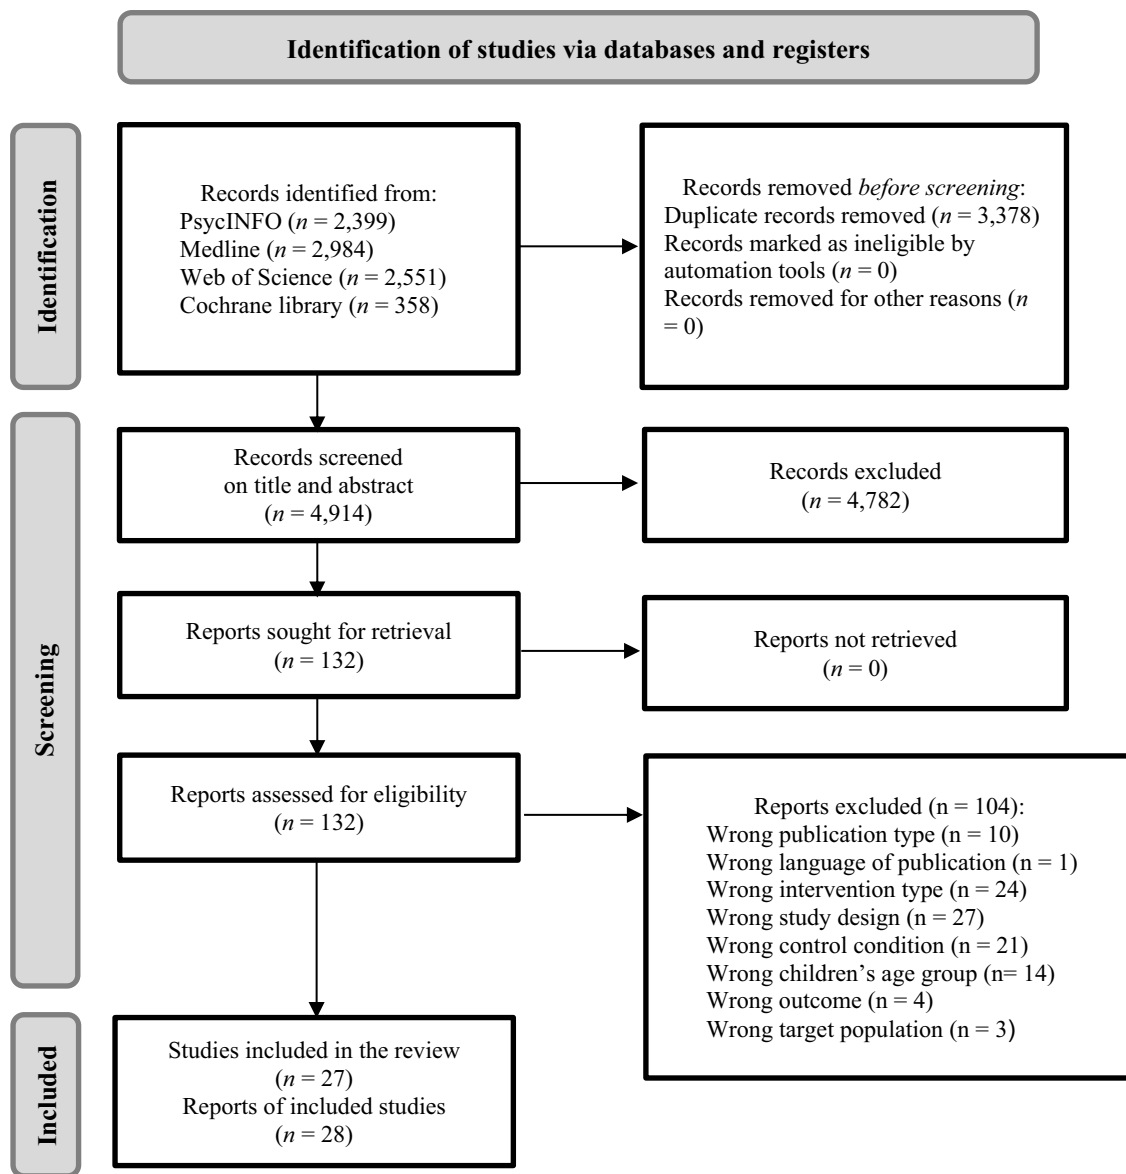 Identification of studies via databases and registers
Identification
Records identified from:
PsycINFO (n = 2,399)
Medline (n = 2,984)
Web of Science (n = 2,551)
Cochrane library (n = 358)
Records removed before screening:
Duplicate records removed (n = 3,378)
Records marked as ineligible by
automation tools (n = 0)
Records removed for other reasons (n
= 0)
Screening
Records screened
on title and abstract
(n = 4,914)
Records excluded
(n = 4,782)
Reports sought for retrieval
(n = 132)
Reports not retrieved
(n = 0)
Reports assessed for eligibility
(n = 132)
Reports excluded (n = 104):
Wrong publication type (n = 10)
Wrong language of publication (n = 1)
Wrong intervention type (n = 24)
Wrong study design (n = 27)
Wrong control condition (n = 21)
Wrong children’s age group (n= 14)
Wrong outcome (n = 4)
Wrong target population (n = 3)
Included
Studies included in the review
(n = 27)
Reports of included studies
(n = 28)